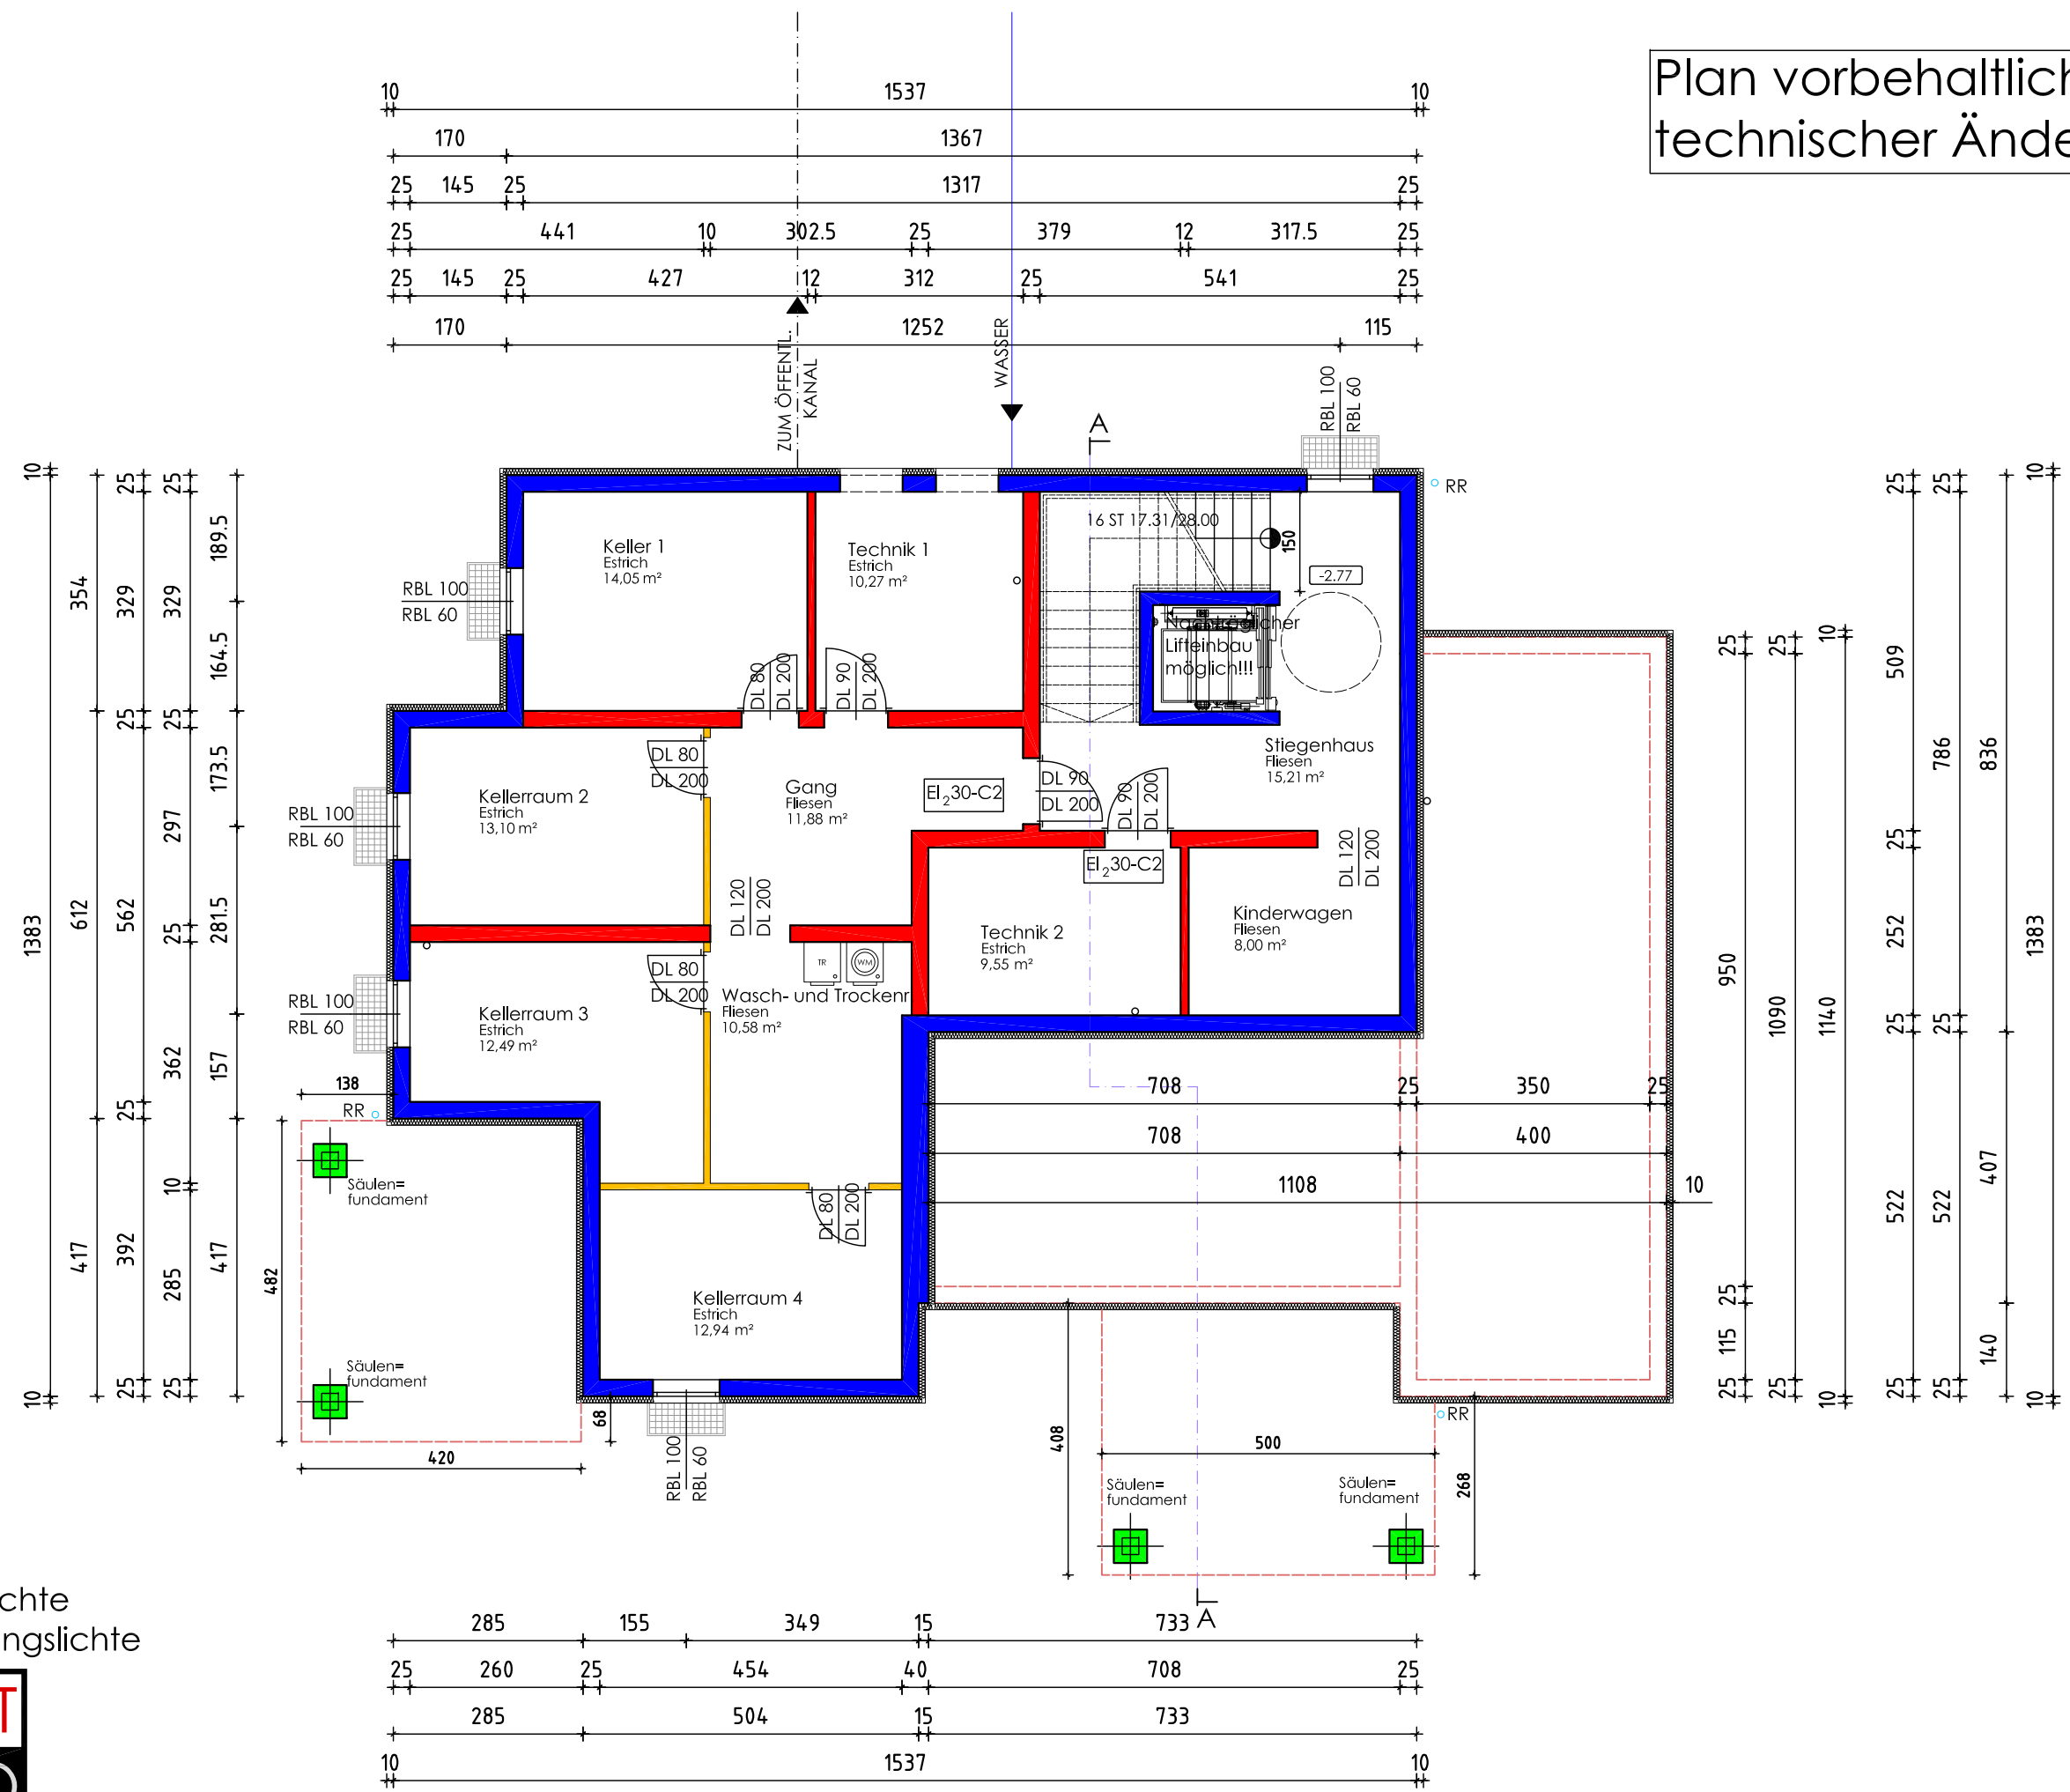 Plan vorbehaltlich
technischer Ände
10 1537 10
170 1367
25 145 25 1317 25
25 441 10 302.5 25 379 12 317.5 25
25 145 25 427 12 312 25 541 25
170 1252 115
ZUM ÖFFENTL.
KANAL
WASSER
A
RBL 100
RBL 60
RR
16 ST 17.31/28.00
150
-2.77
Keller 1
Estrich
14,05 m²
Technik 1
Estrich
10,27 m²
RBL 100
RBL 60
Nachträglicher
Lifteinbau
möglich!!!
DL 80
DL 200
DL 90
DL 200
Stiegenhaus
Fliesen
15,21 m²
DL 80
DL 200
Gang
Fliesen
11,88 m²
EI₂30-C2
DL 90
DL 200
DL 90
DL 200
EI₂30-C2
Kellerraum 2
Estrich
13,10 m²
RBL 100
RBL 60
DL 120
DL 200
DL 120
DL 200
Technik 2
Estrich
9,55 m²
Kinderwagen
Fliesen
8,00 m²
DL 80
DL 200
TR
WM
Wasch- und Trockenr
Fliesen
10,58 m²
Kellerraum 3
Estrich
12,49 m²
RBL 100
RBL 60
138
RR
Säulen=
fundament
Säulen=
fundament
482
420
68
DL 80
DL 200
Kellerraum 4
Estrich
12,94 m²
RBL 100
RBL 60
708 25 350 25
708 400
1108 10
408
500
268
RR
Säulen=
fundament
Säulen=
fundament
A
10 1383 10
354 612 417
25 329 25 562 25 392 25
25 329 25 297 25 362 10 285 25
189.5 164.5 173.5 281.5 157 417
25 950 25 115 25
25 1090 25
10 1140 10
25 509 25 252 25 522 25
25 786 25 522 25
836 407 140
10 1383 10
chte
ngslichte
T
285 155 349 15 733
25 260 25 454 40 708 25
285 504 15 733
10 1537 10